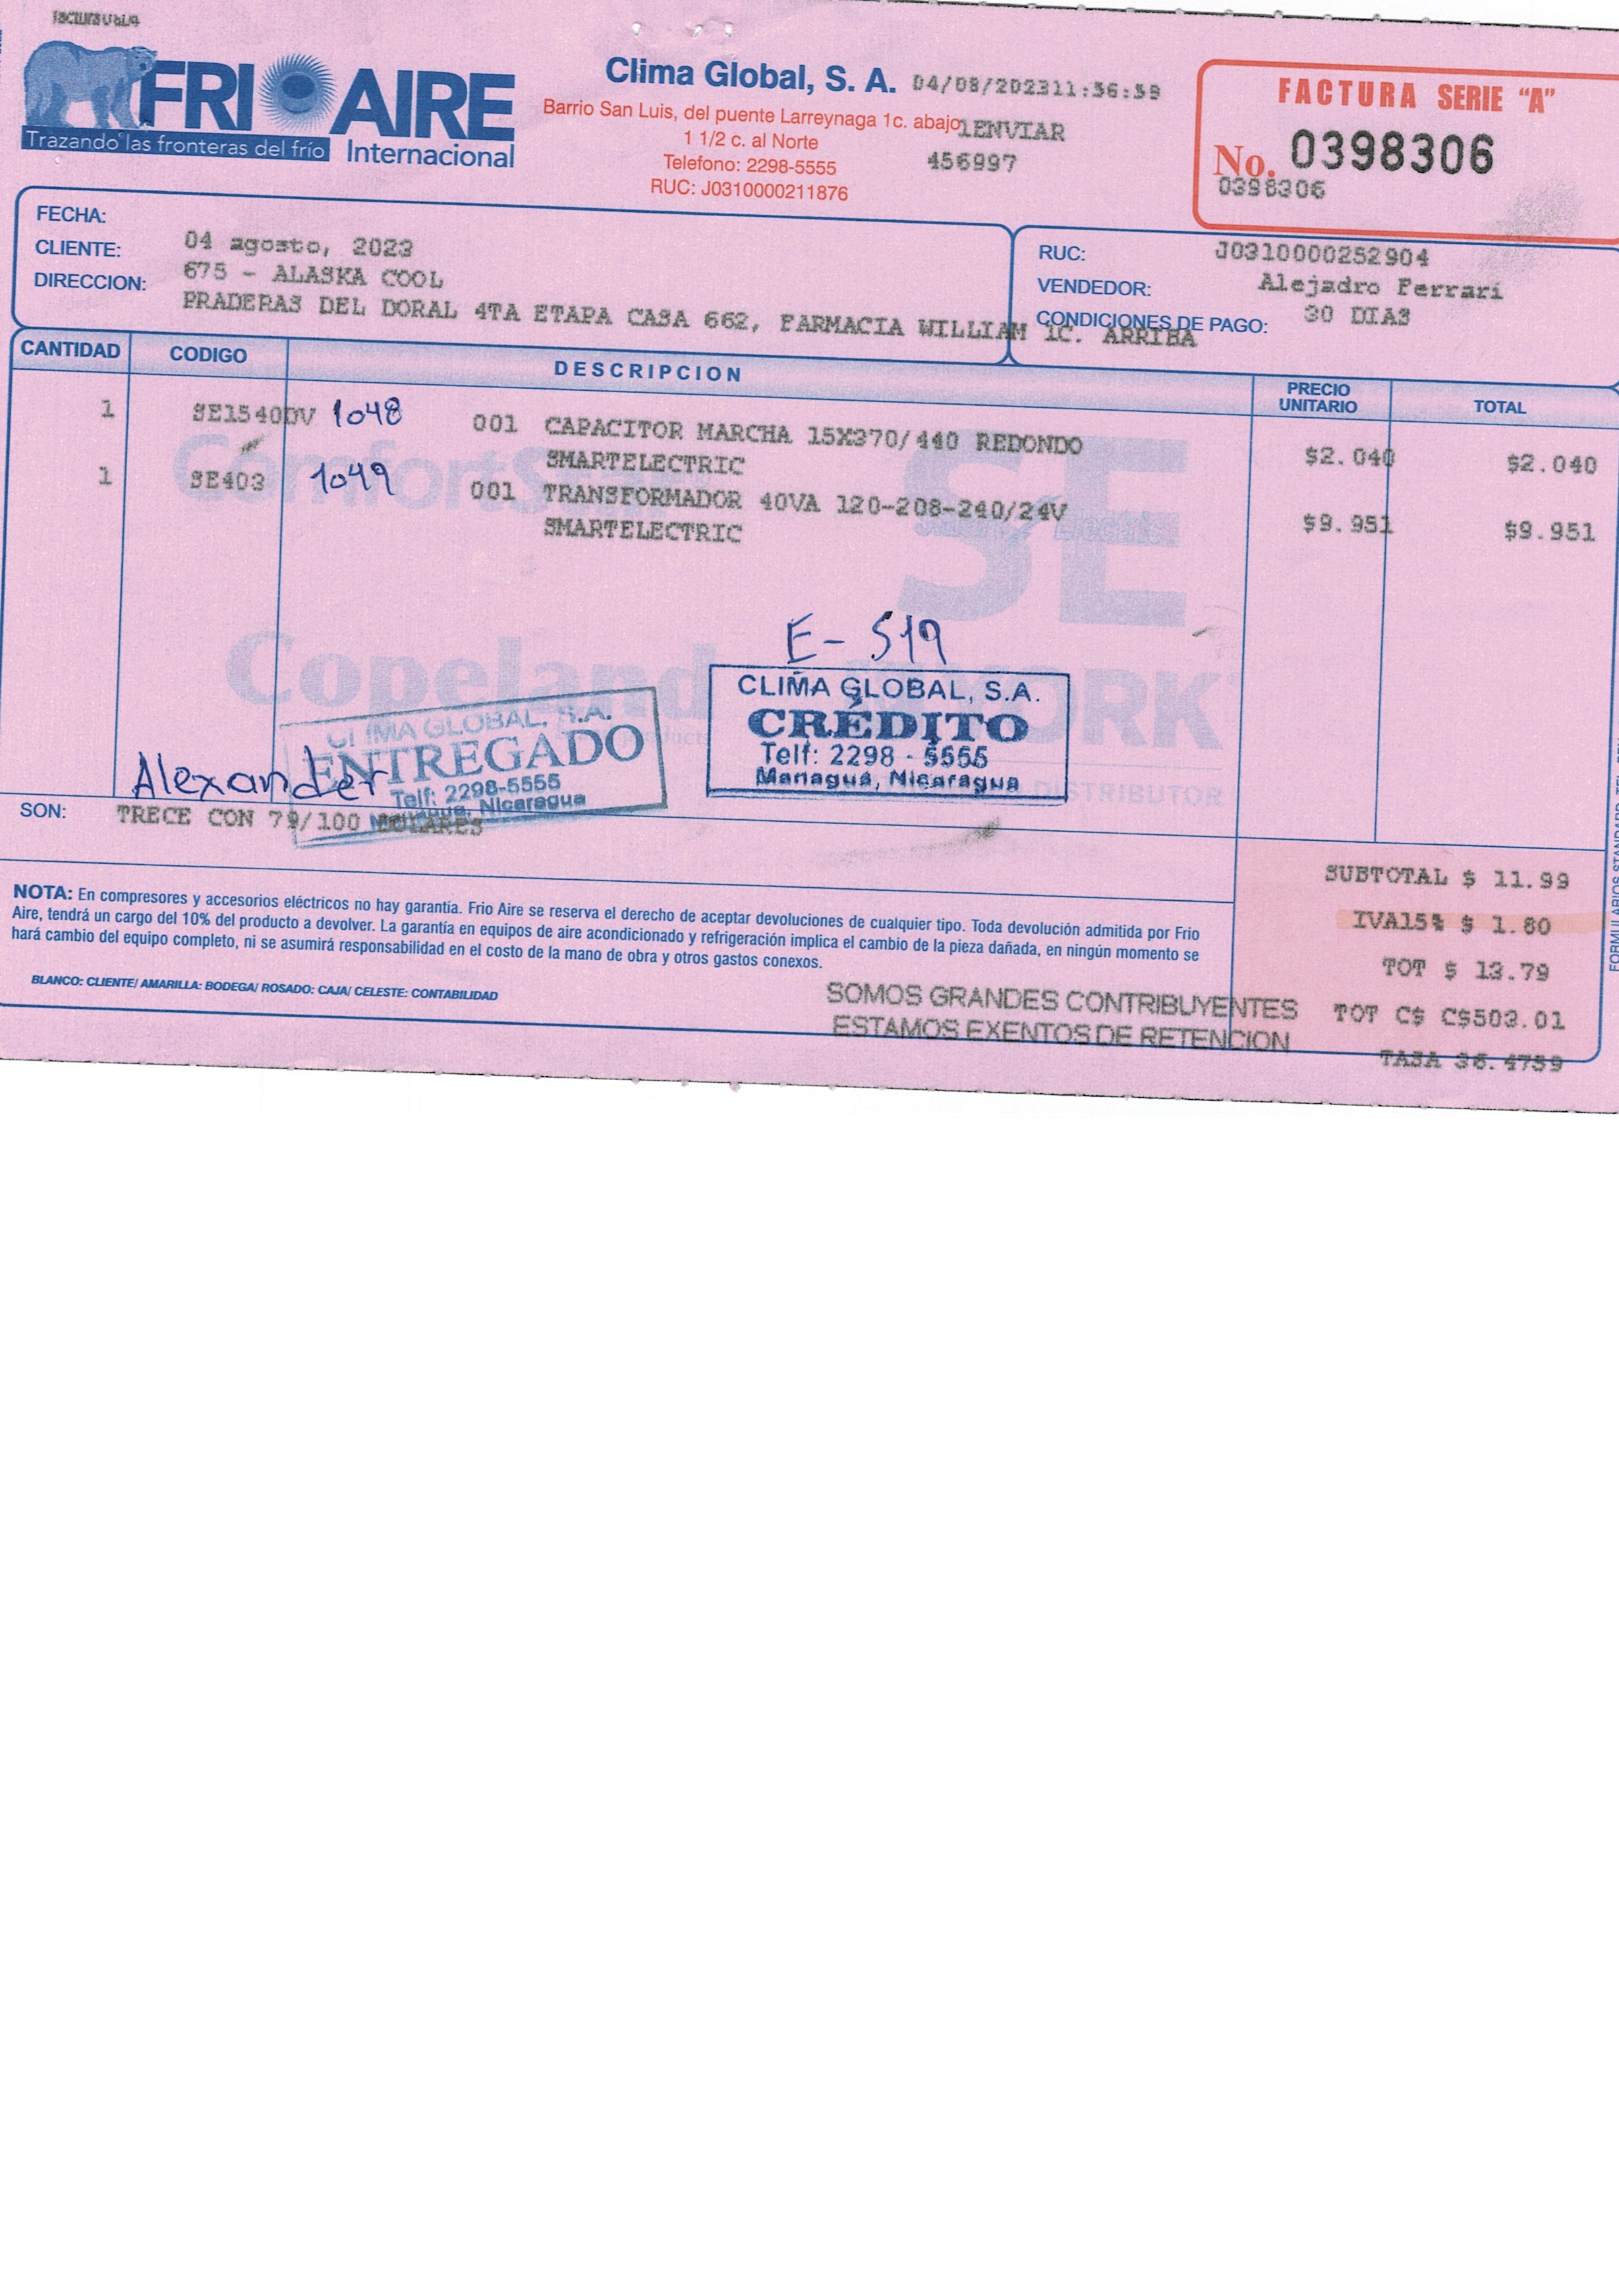 FRIOAIRE
Trazando las fronteras del frío Internacional
Clima Global, S. A.
Barrio San Luis, del puente Larreynaga 1c. abajo
1 1/2 c. al Norte
Telefono: 2298-5555
RUC: J0310000211876
04/08/2023 11:56:59
1ENVIAR
456997
FACTURA SERIE “A”
No. 0398306
0398306
FECHA: 04 agosto, 2023
CLIENTE: 675 - ALASKA COOL
DIRECCION: PRADERAS DEL DORAL 4TA ETAPA CASA 662, FARMACIA WILLIAM 1C. ARRIBA
RUC: J0310000252904
VENDEDOR: Alejadro Ferrari
CONDICIONES DE PAGO: 30 DIAS
CANTIDAD CODIGO DESCRIPCION PRECIO UNITARIO TOTAL
1 SE1540DV 1048 001 CAPACITOR MARCHA 15X370/440 REDONDO $2.040 $2.040
SMARTELECTRIC
1 SE403 1049 001 TRANSFORMADOR 40VA 120-208-240/24V $9.951 $9.951
SMARTELECTRIC
SE
Copeland
DISTRIBUTOR
E- 519
CLIMA GLOBAL, S.A.
CRÉDITO
Telf: 2298 - 5555
Managua, Nicaragua
CLIMA GLOBAL, S.A.
ENTREGADO
Telf: 2298-5555
Managua, Nicaragua
Alexander
SON: TRECE CON 79/100 DOLARES
SUBTOTAL $ 11.99
IVA15% $ 1.80
TOT $ 13.79
TOT C$ C$503.01
TASA 36.4759
NOTA: En compresores y accesorios eléctricos no hay garantía. Frio Aire se reserva el derecho de aceptar devoluciones de cualquier tipo. Toda devolución admitida por Frio
Aire, tendrá un cargo del 10% del producto a devolver. La garantía en equipos de aire acondicionado y refrigeración implica el cambio de la pieza dañada, en ningún momento se
hará cambio del equipo completo, ni se asumirá responsabilidad en el costo de la mano de obra y otros gastos conexos.
BLANCO: CLIENTE/ AMARILLA: BODEGA/ ROSADO: CAJA/ CELESTE: CONTABILIDAD
SOMOS GRANDES CONTRIBUYENTES
ESTAMOS EXENTOS DE RETENCION